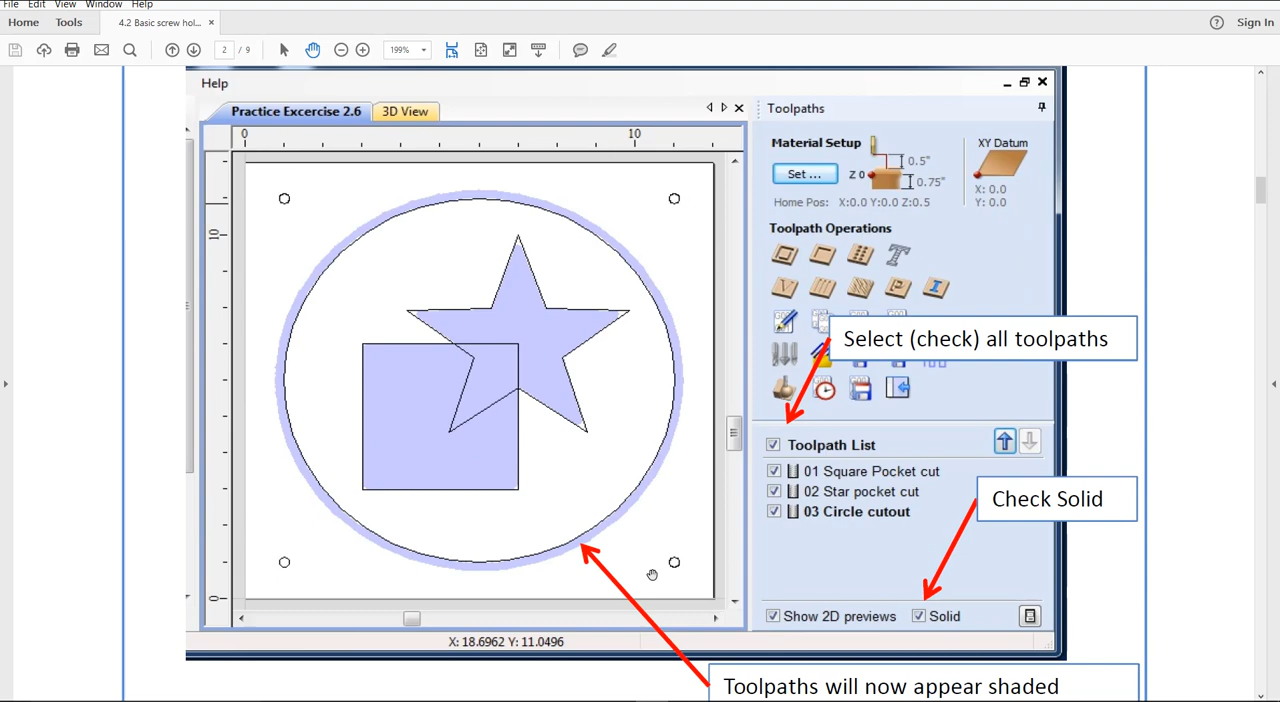 File Edit View Window Help
Home Tools 4.2 Basic screw hol... × Sign In
2 / 9 199%
Help
Practice Excercise 2.6 3D View
0 10
10
0
Toolpaths
Material Setup
Set ...
Z 0
0.5"
0.75"
XY Datum
X: 0.0
Y: 0.0
Home Pos: X:0.0 Y:0.0 Z:0.5
Toolpath Operations
Select (check) all toolpaths
Toolpath List
01 Square Pocket cut
02 Star pocket cut
03 Circle cutout
Check Solid
Show 2D previews Solid
X: 18.6962 Y: 11.0496
Toolpaths will now appear shaded